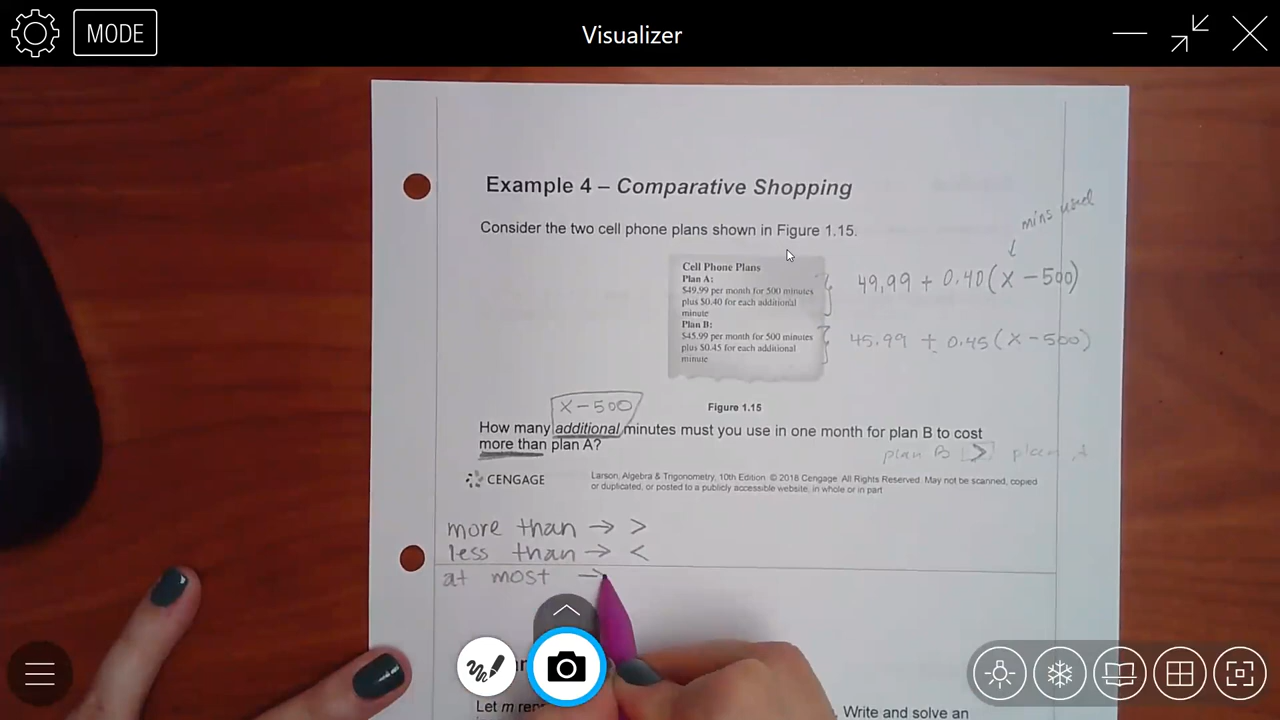 MODE
Visualizer
Example 4 – Comparative Shopping
mins used
Consider the two cell phone plans shown in Figure 1.15.
Cell Phone Plans
Plan A:
$49.99 per month for 500 minutes
plus $0.40 for each additional
minute
49,99 + 0.40(x - 500)
Plan B:
$45.99 per month for 500 minutes
plus $0.45 for each additional
minute
45.99 + 0.45(x - 500)
x - 500
Figure 1.15
How many additional minutes must you use in one month for plan B to cost
more than plan A?
plan B > plan A
CENGAGE
Larson, Algebra & Trigonometry, 10th Edition. © 2018 Cengage. All Rights Reserved. May not be scanned, copied
or duplicated, or posted to a publicly accessible website, in whole or in part
more than → >
less than → <
at most →
Let m
Write and solve an